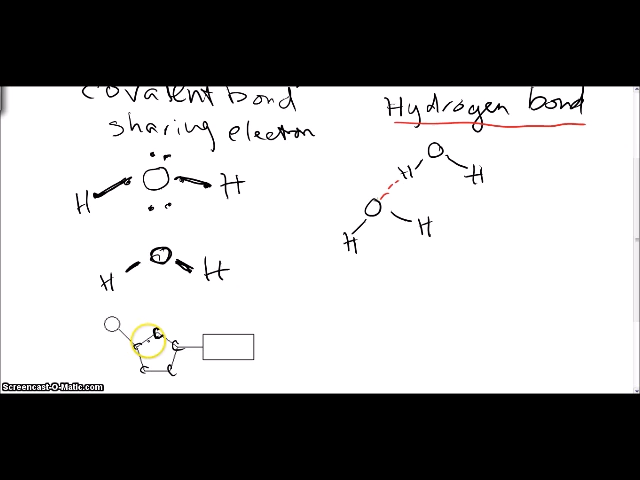 Covalent bond
sharing electron
H O H
H O H
C C C
C C
Hydrogen bond
H O H
O
H H
Screencast-O-Matic.com